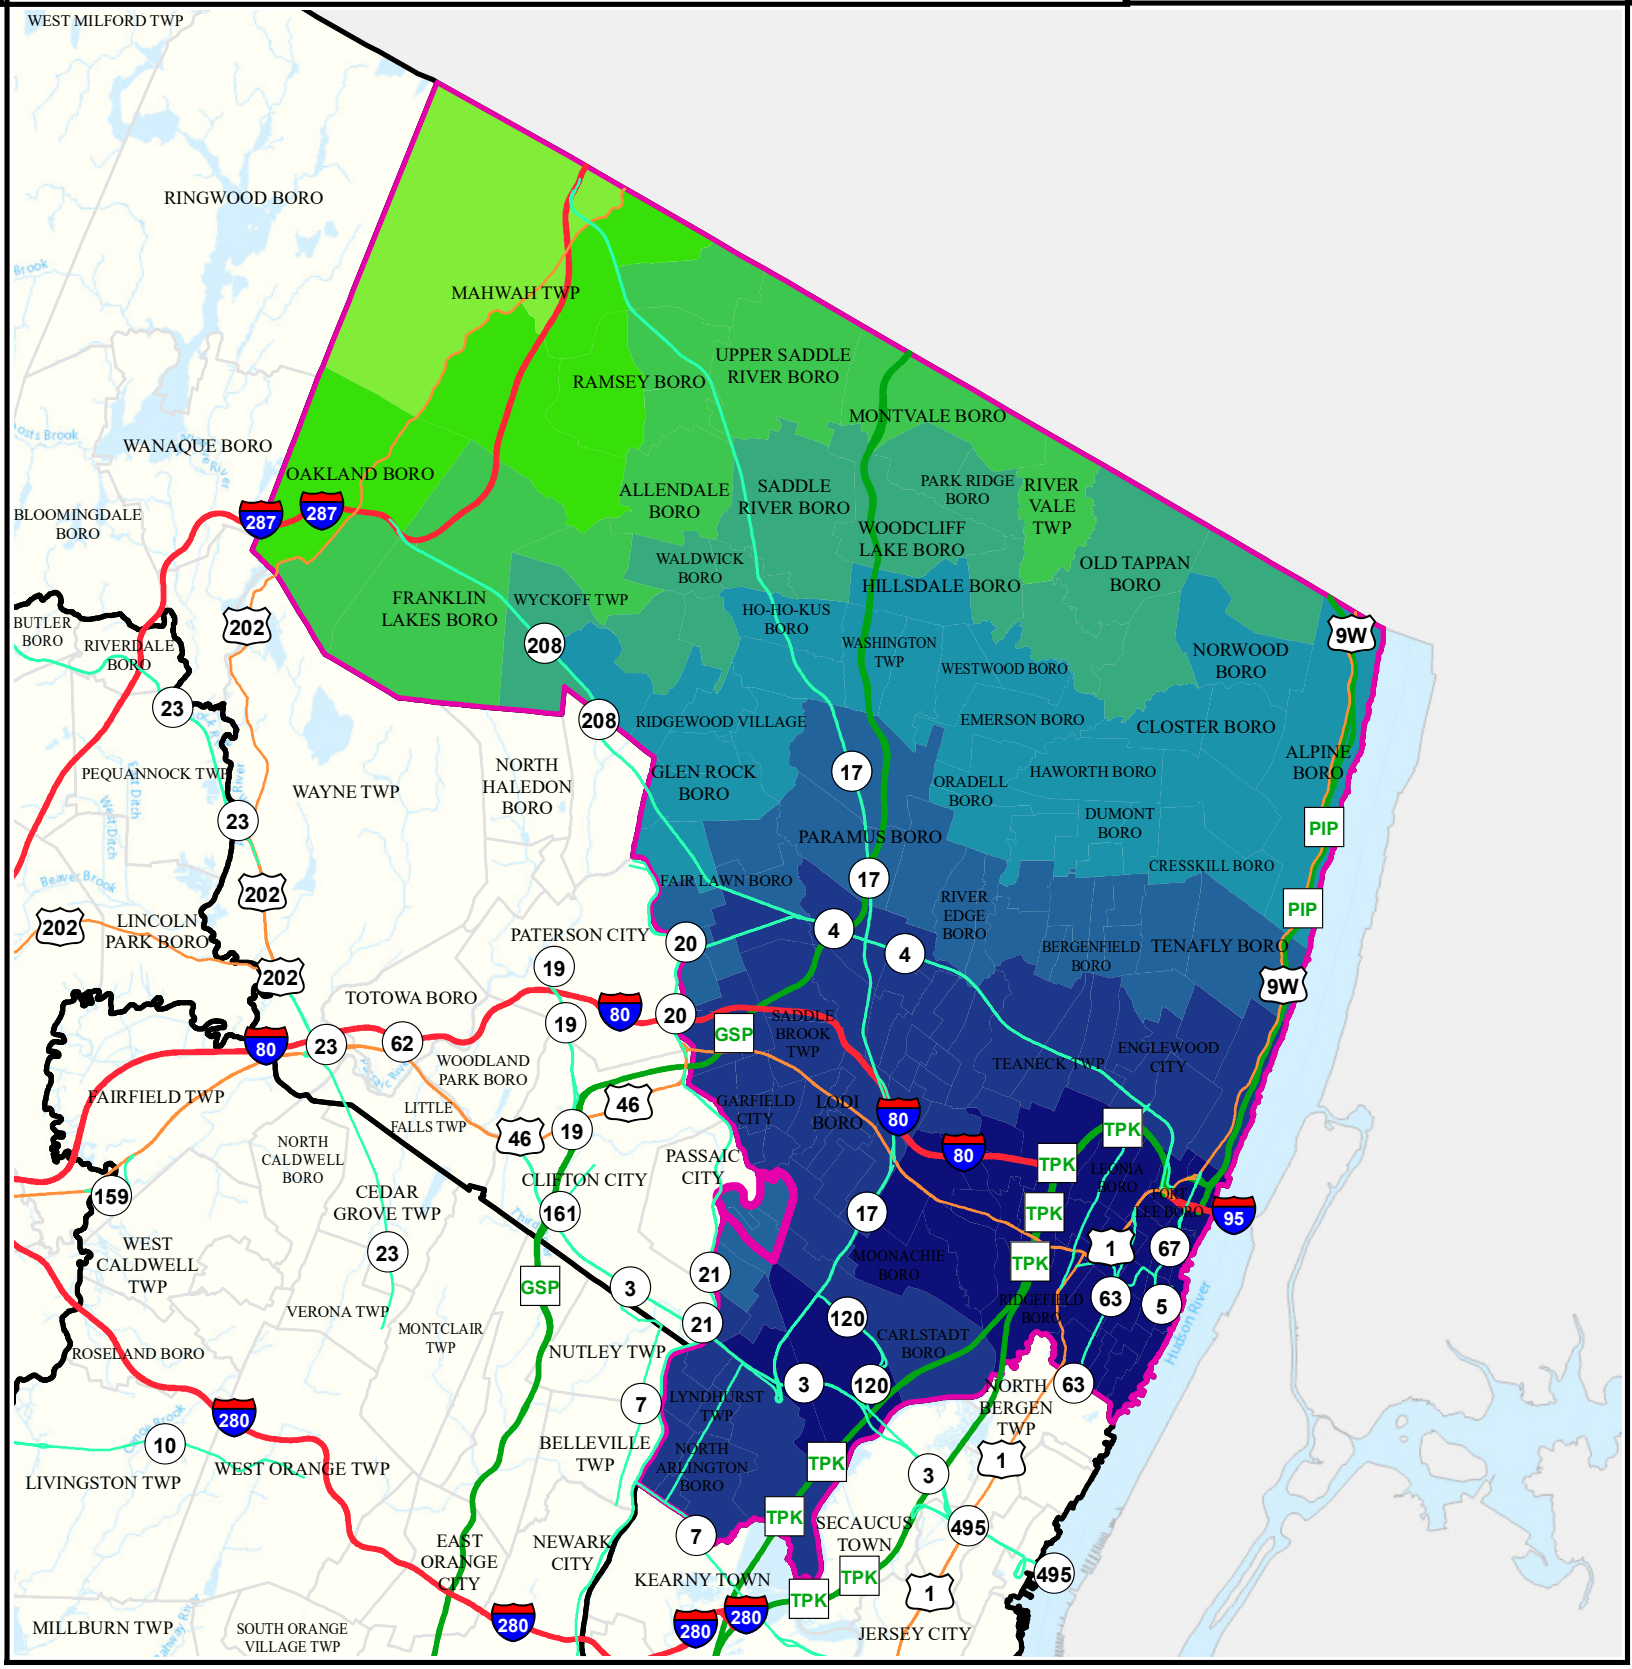 WEST MILFORD TWP
RINGWOOD BORO
MAHWAH TWP
UPPER SADDLE
RIVER BORO
RAMSEY BORO
MONTVALE BORO
WANAQUE BORO
OAKLAND BORO
ALLENDALE
BORO
SADDLE
RIVER BORO
PARK RIDGE
BORO
RIVER
VALE
TWP
BLOOMINGDALE
BORO
287
287
WOODCLIFF
LAKE BORO
WALDWICK
BORO
OLD TAPPAN
BORO
HILLSDALE BORO
FRANKLIN
LAKES BORO
WYCKOFF TWP
HO-HO-KUS
BORO
BUTLER
BORO
RIVERDALE
BORO
202
208
WASHINGTON
TWP
WESTWOOD BORO
NORWOOD
BORO
9W
23
208
RIDGEWOOD VILLAGE
EMERSON BORO
CLOSTER BORO
PEQUANNOCK TWP
WAYNE TWP
NORTH
HALEDON
BORO
GLEN ROCK
BORO
17
ORADELL
BORO
HAWORTH BORO
ALPINE
BORO
23
PARAMUS BORO
DUMONT
BORO
PIP
Beaver Brook
202
FAIR LAWN BORO
17
CRESSKILL BORO
202
LINCOLN
PARK BORO
PATERSON CITY
20
4
4
RIVER
EDGE
BORO
PIP
BERGENFIELD
BORO
TENAFLY BORO
202
19
9W
TOTOWA BORO
80
19
20
GSP
SADDLE
BROOK
TWP
80
23
62
WOODLAND
PARK BORO
TEANECK TWP
ENGLEWOOD
CITY
FAIRFIELD TWP
LITTLE
FALLS TWP
46
46
19
GARFIELD
CITY
LODI
BORO
80
TPK
NORTH
CALDWELL
BORO
PASSAIC
CITY
80
TPK
LEONIA
BORO
CLIFTON CITY
159
CEDAR
GROVE TWP
161
17
TPK
FORT
LEE BORO
95
WEST
CALDWELL
TWP
23
GSP
21
MOONACHIE
BORO
TPK
1
67
3
VERONA TWP
MONTCLAIR
TWP
21
120
RIDGEFIELD
BORO
63
5
Hudson River
ROSELAND BORO
NUTLEY TWP
CARLSTADT
BORO
3
120
63
280
7
LYNDHURST
TWP
NORTH
BERGEN
TWP
10
WEST ORANGE TWP
BELLEVILLE
TWP
NORTH
ARLINGTON
BORO
TPK
3
1
LIVINGSTON TWP
TPK
SECAUCUS
TOWN
495
7
EAST
ORANGE
CITY
NEWARK
CITY
KEARNY TOWN
TPK
TPK
495
1
280
280
280
MILLBURN TWP
SOUTH ORANGE
VILLAGE TWP
JERSEY CITY